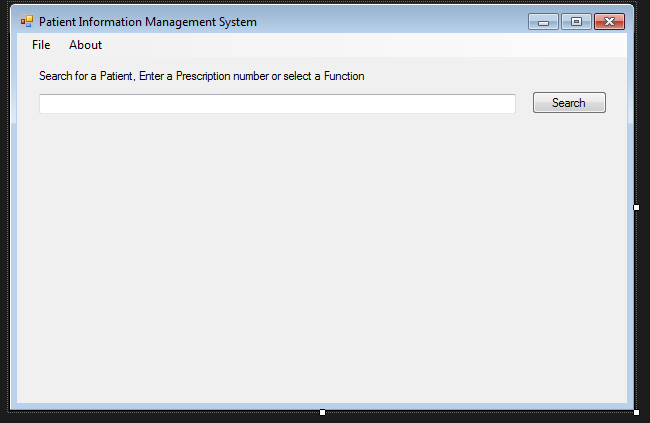 Patient Information Management System
File About
Search for a Patient, Enter a Prescription number or select a Function
Search